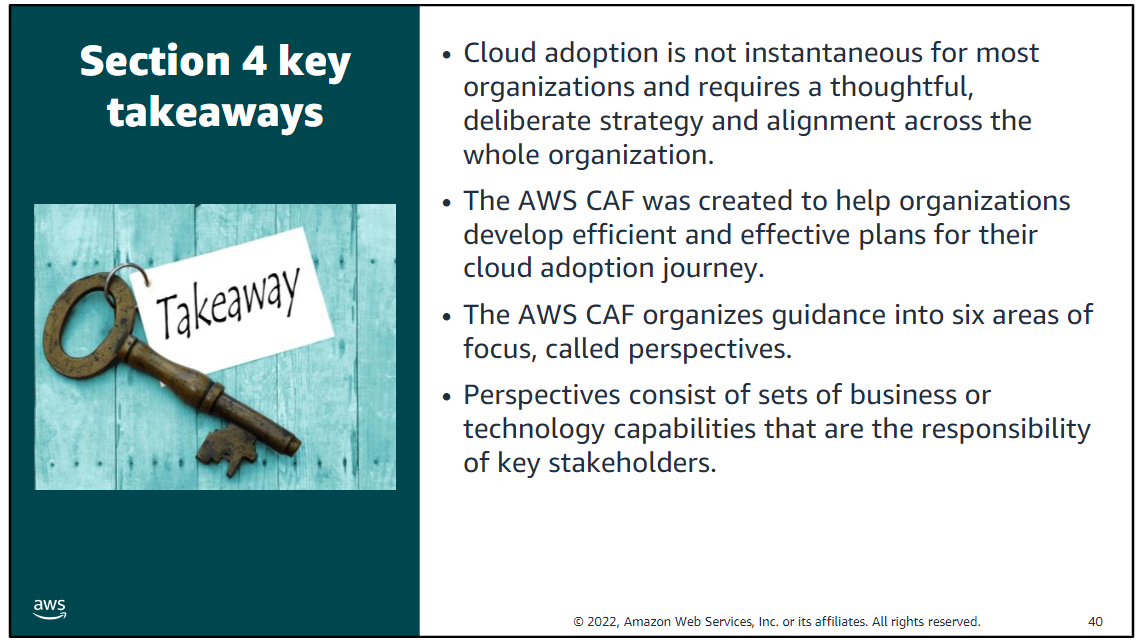 Section 4 key
takeaways
Takeaway
• Cloud adoption is not instantaneous for most
organizations and requires a thoughtful,
deliberate strategy and alignment across the
whole organization.
• The AWS CAF was created to help organizations
develop efficient and effective plans for their
cloud adoption journey.
• The AWS CAF organizes guidance into six areas of
focus, called perspectives.
• Perspectives consist of sets of business or
technology capabilities that are the responsibility
of key stakeholders.
aws
© 2022, Amazon Web Services, Inc. or its affiliates. All rights reserved.
40